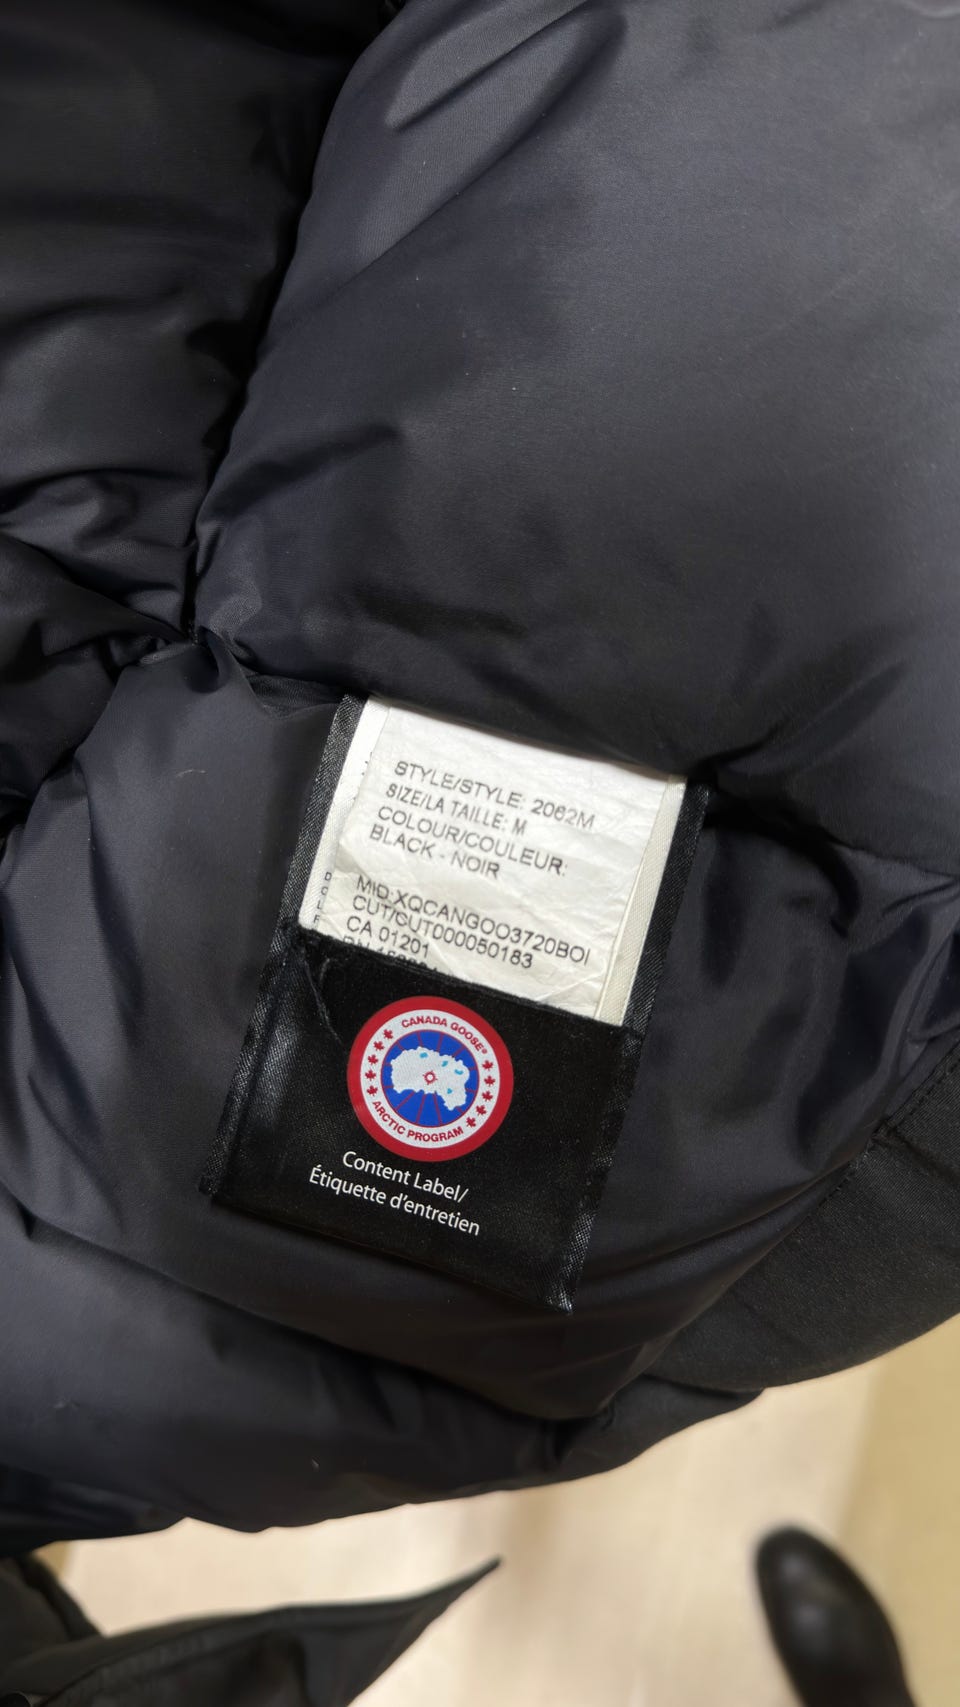 STYLE/STYLE: 2062M
SIZE/LA TAILLE: M
COLOUR/COULEUR:
BLACK - NOIR
MID:XQCANGOO3720BOI
CUT/CUT000050183
CA 01201
CANADA GOOSE®
ARCTIC PROGRAM
Content Label/
Étiquette d'entretien